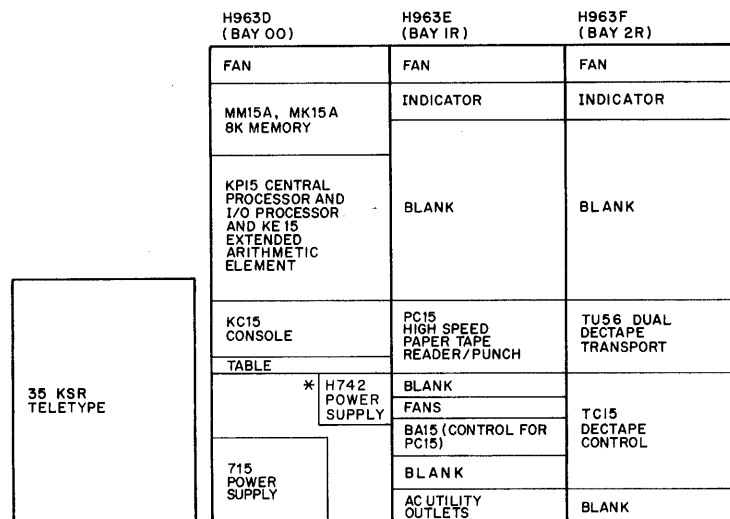 H963D
(BAY 00)
H963E
(BAY 1R)
H963F
(BAY 2R)
FAN
FAN
FAN
MM15A, MK15A
8K MEMORY
INDICATOR
INDICATOR
KP15 CENTRAL
PROCESSOR AND
I/O PROCESSOR
AND KE 15
EXTENDED
ARITHMETIC
ELEMENT
BLANK
BLANK
KC15
CONSOLE
PC15
HIGH SPEED
PAPER TAPE
READER/PUNCH
TU56 DUAL
DECTAPE
TRANSPORT
TABLE
35 KSR
TELETYPE
* H742
POWER
SUPPLY
BLANK
FANS
BA15 (CONTROL FOR
PC15)
TC15
DECTAPE
CONTROL
715
POWER
SUPPLY
BLANK
AC UTILITY
OUTLETS
BLANK